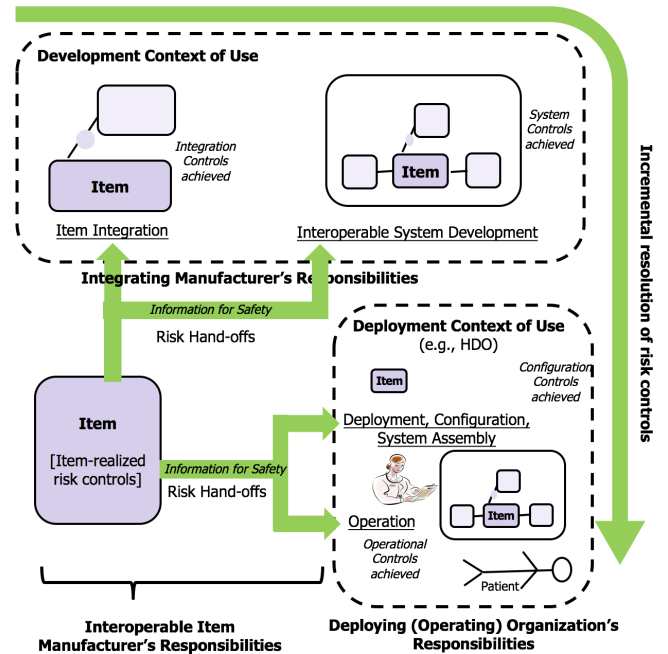 Development Context of Use
Integration
Controls
achieved
Item
Item Integration
System
Controls
achieved
Item
Interoperable System Development
Integrating Manufacturer's Responsibilities
Information for Safety
Risk Hand-offs
Incremental resolution of risk controls
Deployment Context of Use
(e.g., HDO)
Item
Configuration
Controls
achieved
Deployment, Configuration,
System Assembly
Item
[Item-realized
risk controls]
Information for Safety
Risk Hand-offs
Item
Operation
Operational
Controls
achieved
Patient
Interoperable Item
Manufacturer's Responsibilities
Deploying (Operating) Organization's
Responsibilities